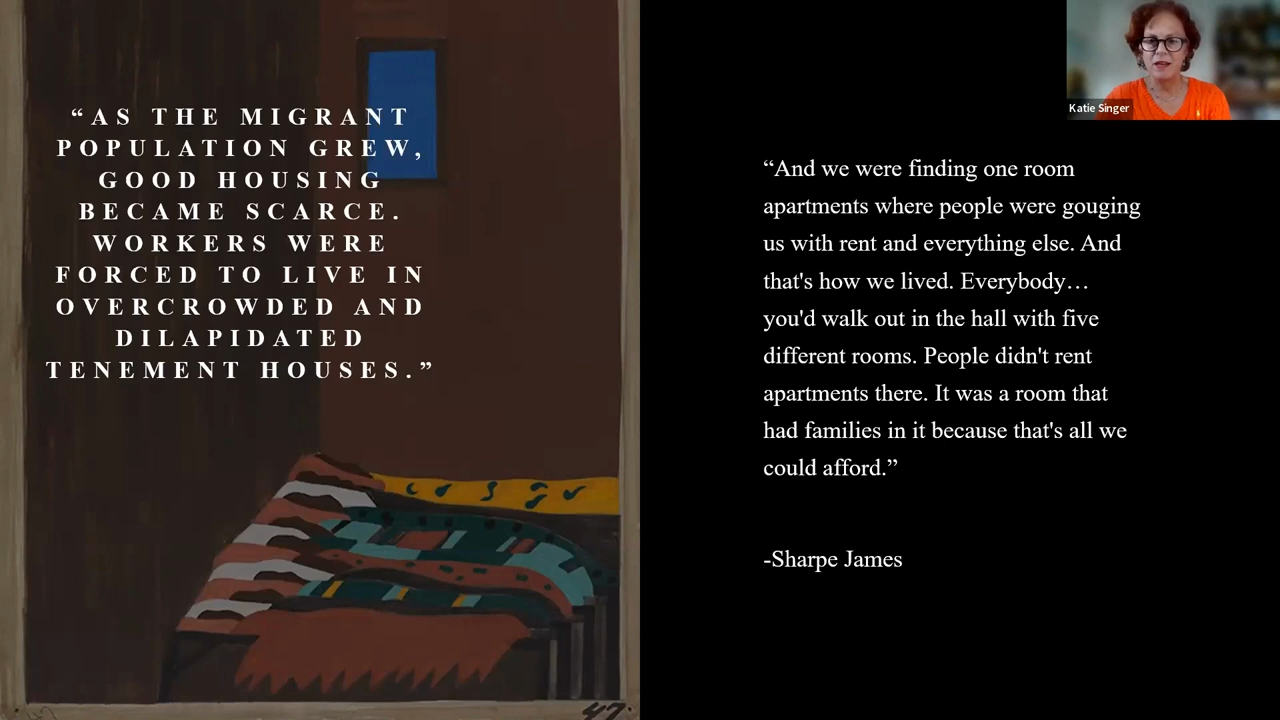 “AS THE MIGRANT
POPULATION GREW,
GOOD HOUSING
BECAME SCARCE.
WORKERS WERE
FORCED TO LIVE IN
OVERCROWDED AND
DILAPIDATED
TENEMENT HOUSES.”
47
Katie Singer
“And we were finding one room
apartments where people were gouging
us with rent and everything else. And
that's how we lived. Everybody…
you'd walk out in the hall with five
different rooms. People didn't rent
apartments there. It was a room that
had families in it because that's all we
could afford.”
-Sharpe James